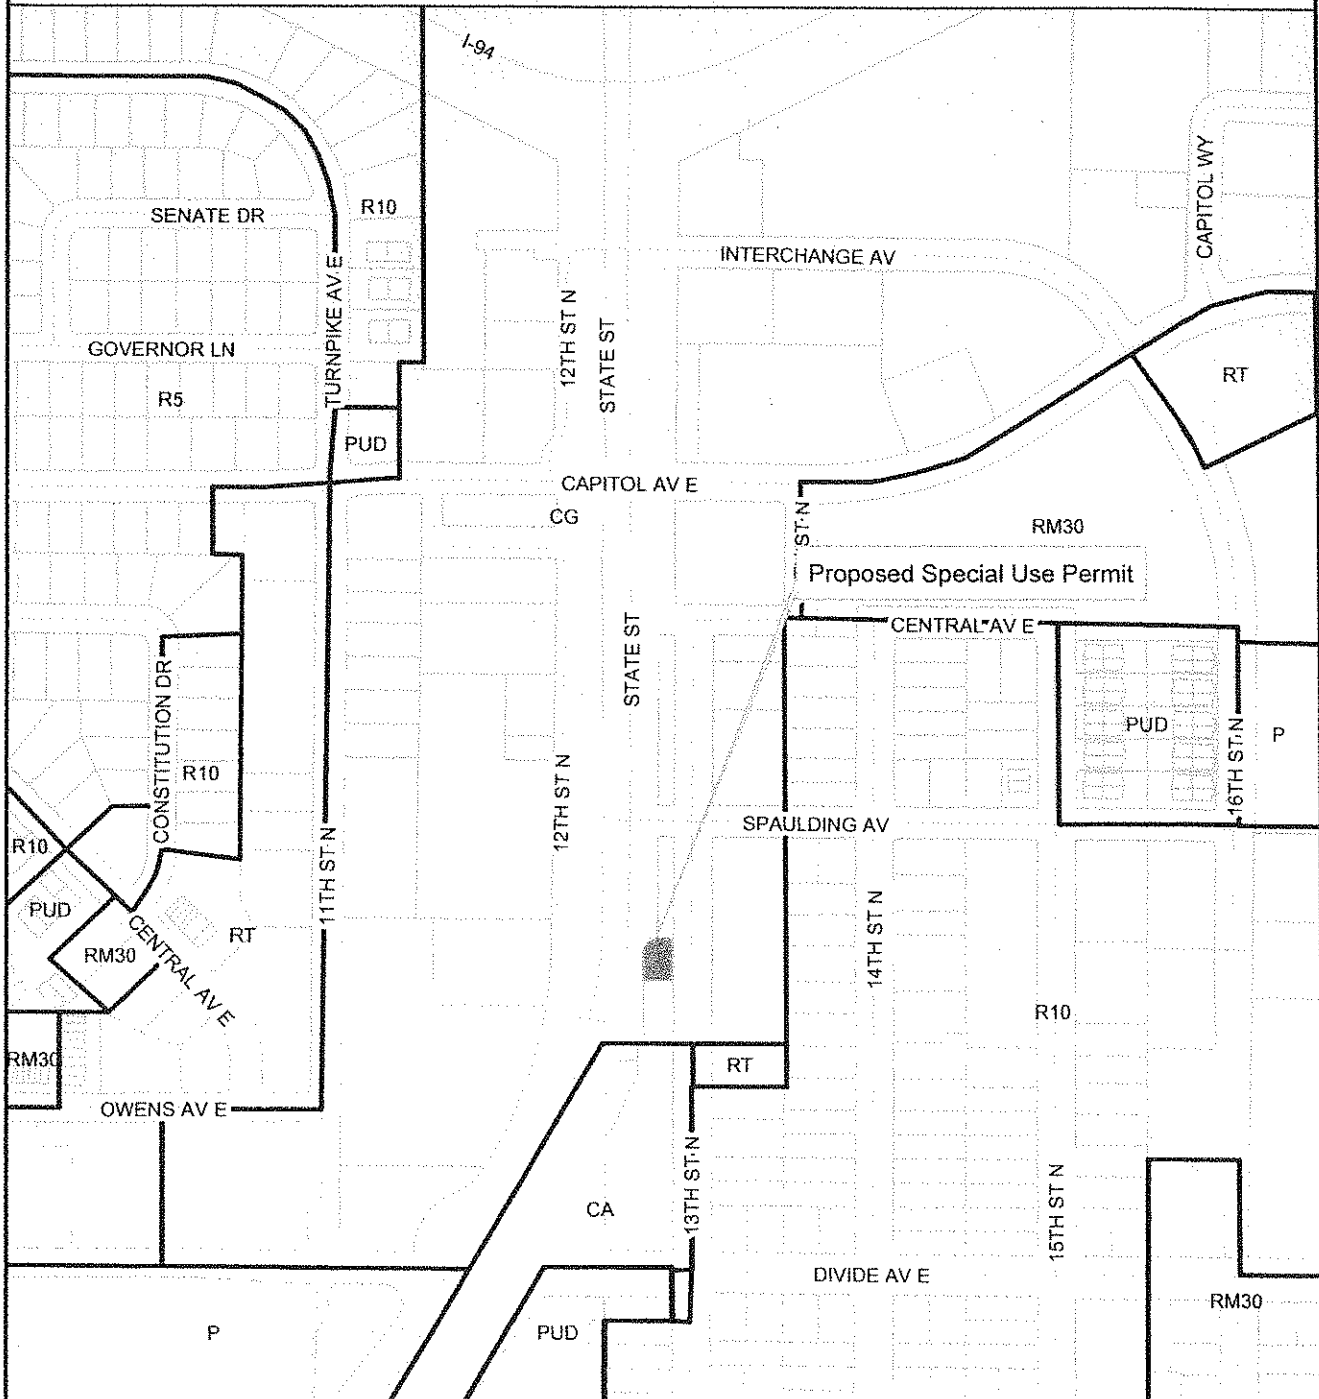 I-94
CAPITOL WY
R10
SENATE DR
INTERCHANGE AV
TURNPIKE AV E
12TH ST N
STATE ST
GOVERNOR LN
RT
R5
PUD
CAPITOL AV E
CG
ST N
RM30
Proposed Special Use Permit
CENTRAL AV E
STATE ST
CONSTITUTION DR
PUD
16TH ST N
P
R10
12TH ST N
SPAULDING AV
R10
11TH ST N
PUD
CENTRAL AV E
RT
14TH ST N
RM30
R10
RM30
RT
OWENS AV E
13TH ST N
15TH ST N
CA
DIVIDE AV E
RM30
P
PUD